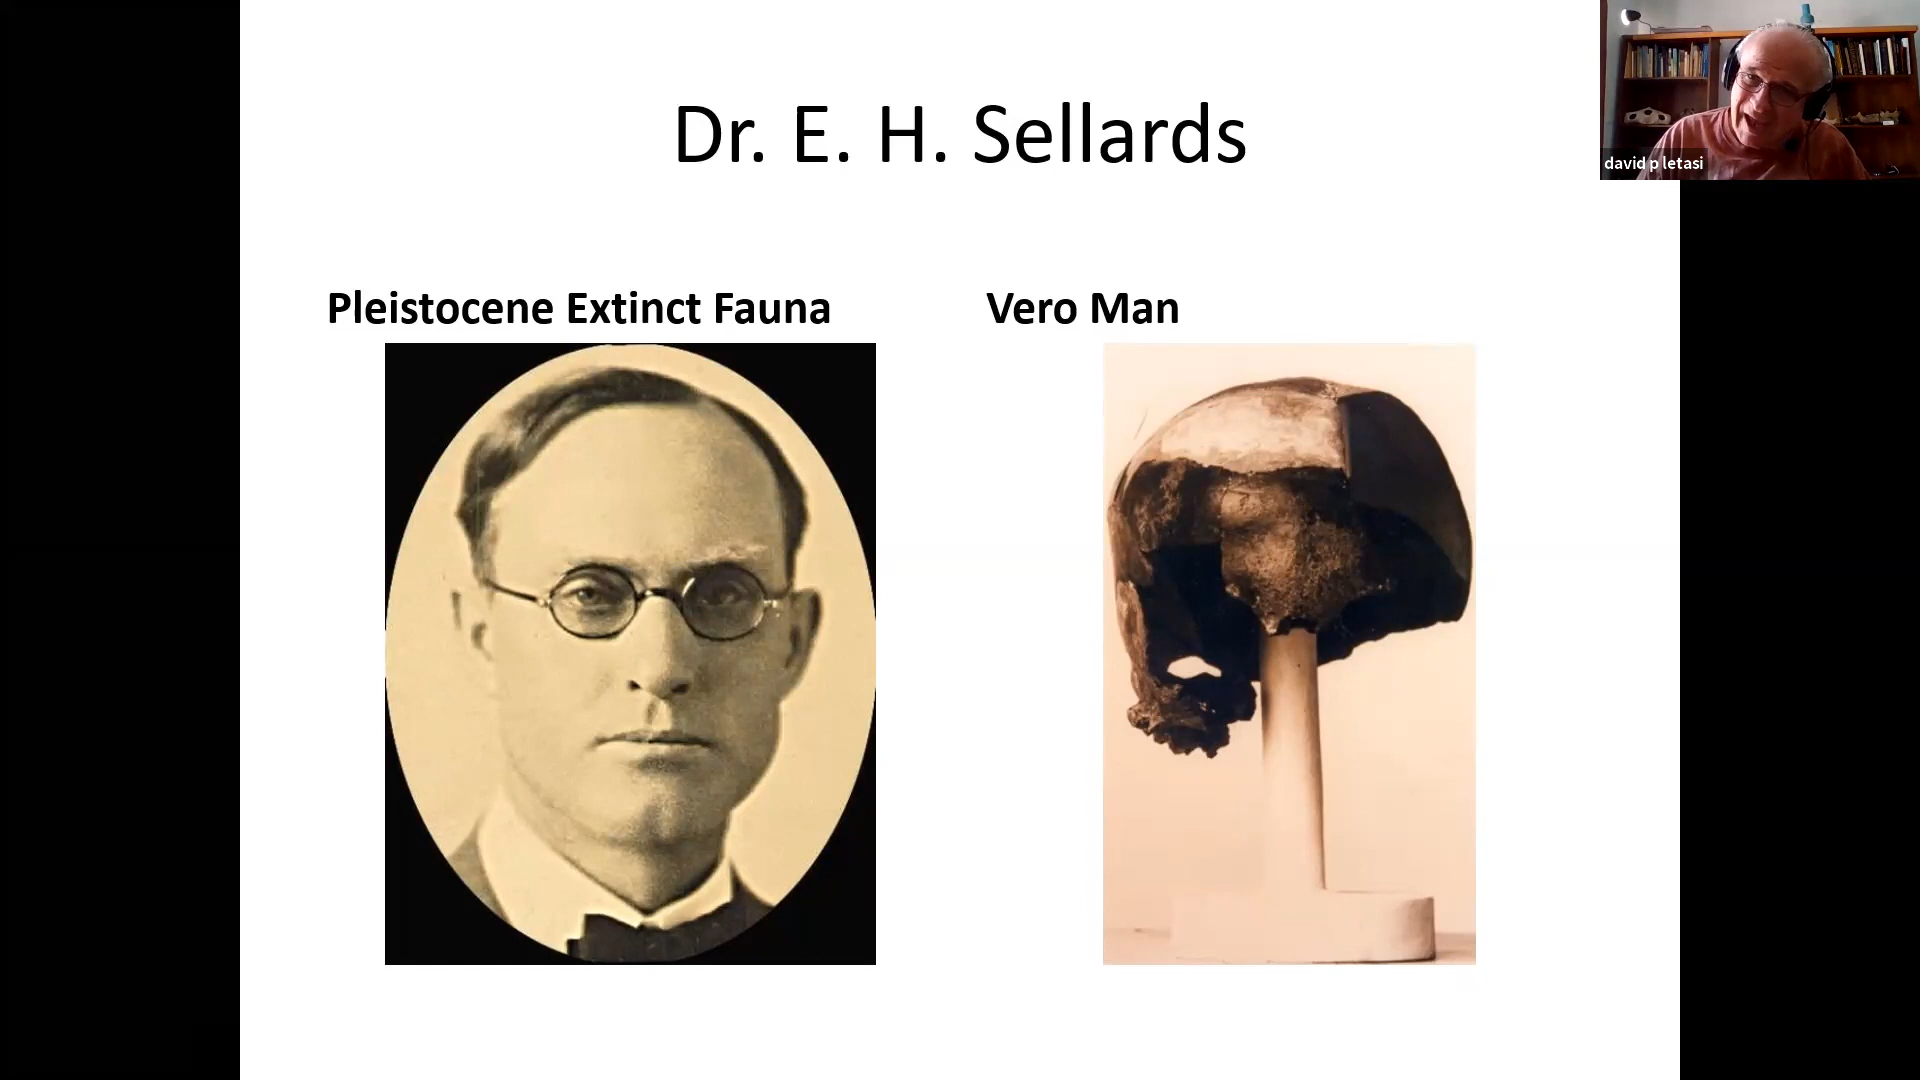 Dr. E. H. Sellards
david p letasi
Pleistocene Extinct Fauna
Vero Man